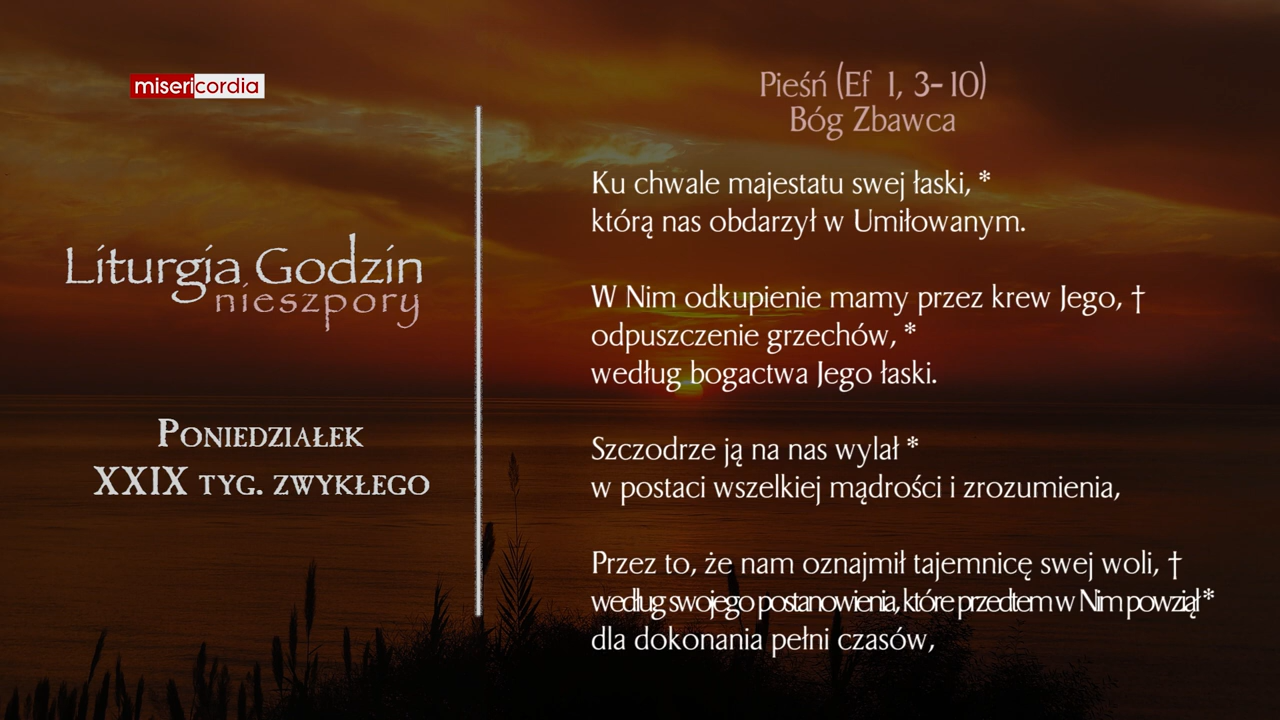 misericordia
Liturgia Godzin
nieszpory
Poniedziałek
XXIX tyg. zwykłego
Pieśń (Ef 1, 3-10)
Bóg Zbawca
Ku chwale majestatu swej łaski, *
którą nas obdarzył w Umiłowanym.
W Nim odkupienie mamy przez krew Jego, †
odpuszczenie grzechów, *
według bogactwa Jego łaski.
Szczodrze ją na nas wylał *
w postaci wszelkiej mądrości i zrozumienia,
Przez to, że nam oznajmił tajemnicę swej woli, †
według swojego postanowienia, które przedtem w Nim powziął *
dla dokonania pełni czasów,